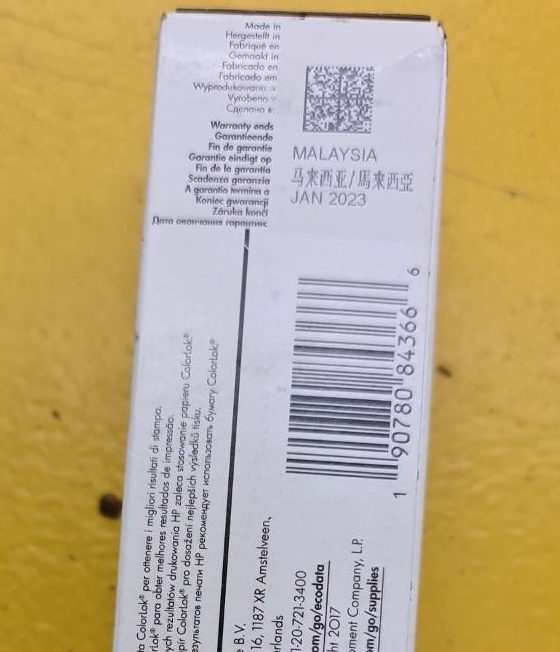 Made in
Hergestellt in
Fabriqué en
Gemaakt in
Fabricado en
Fabricado em
Wyprodukowano w
Vyrobeno v
Сделано в:
Warranty ends
Garantieende
Fin de garantie
Garantie eindigt op
Fin de la garantía
Scadenza garanzia
A garantia termina a
Koniec gwarancji
Záruka končí
Дата окончания гарантии:
MALAYSIA
马来西亚/馬來西亞
JAN 2023
1 90780 84366 6
ColorLok® per ottenere i migliori risultati di stampa.
para obter melhores resultados de impressão.
rezultatów drukowania HP zaleca stosowanie papieru ColorLok®
ColorLok® pro dosažení nejlepších výsledků tisku.
печати HP рекомендует использовать бумагу ColorLok®
B.V.
16, 1187 XR Amstelveen,
1-20-721-3400
om/go/ecodata
2017
Company, L.P.
om/go/supplies